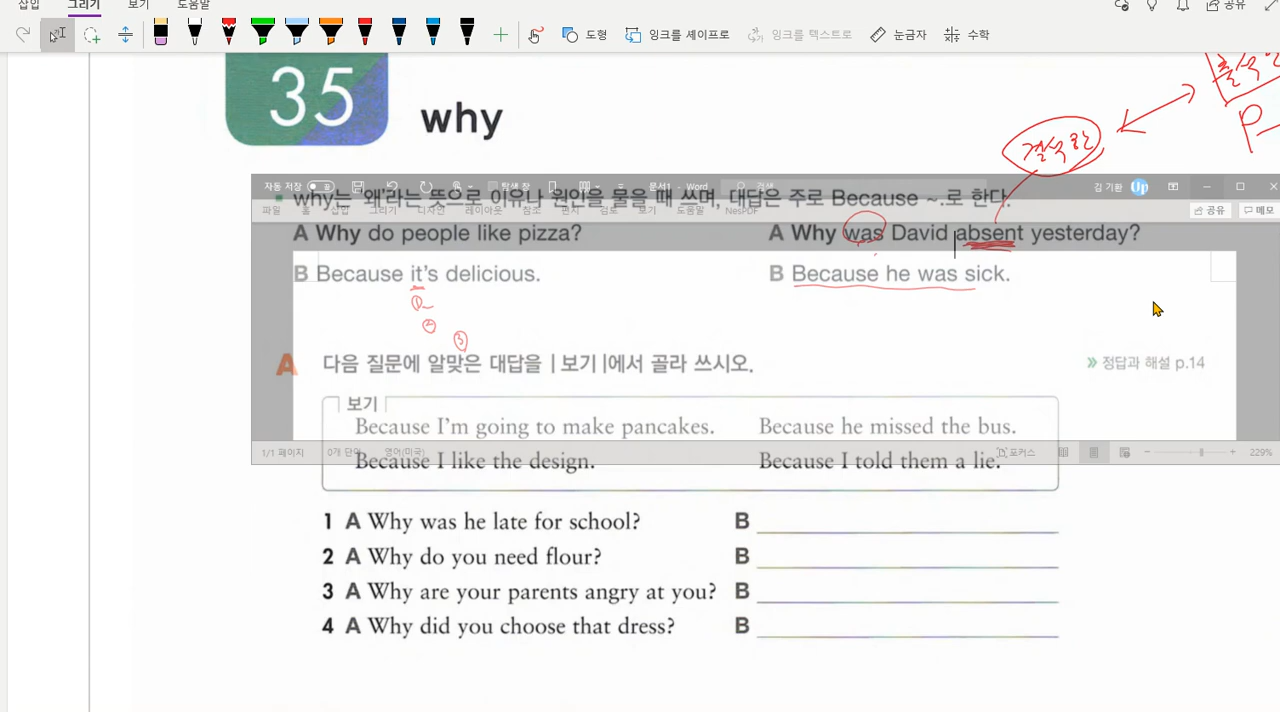 삽입 그리기 보기 도움말 공유
도형 잉크를 셰이프로 잉크를 텍스트로 눈금자 수학
35 why
결석한
P
자동 저장 문서1 - Word 검색 김 기환
why는 '왜'라는 뜻으로 이유나 원인을 물을 때 쓰며, 대답은 주로 Because ~.로 한다.
파일 홈 삽입 그리기 디자인 레이아웃 참조 편지 검토 보기 도움말 NesPDF 공유 메모
A Why do people like pizza? A Why was David absent yesterday?
B Because it's delicious. B Because he was sick.
①
②
③
A 다음 질문에 알맞은 대답을 |보기|에서 골라 쓰시오. » 정답과 해설 p.14
보기
Because I'm going to make pancakes. Because he missed the bus.
1/1 페이지 0개 단어 영어(미국) 포커스 229%
Because I like the design. Because I told them a lie.
1 A Why was he late for school? B
2 A Why do you need flour? B
3 A Why are your parents angry at you? B
4 A Why did you choose that dress? B